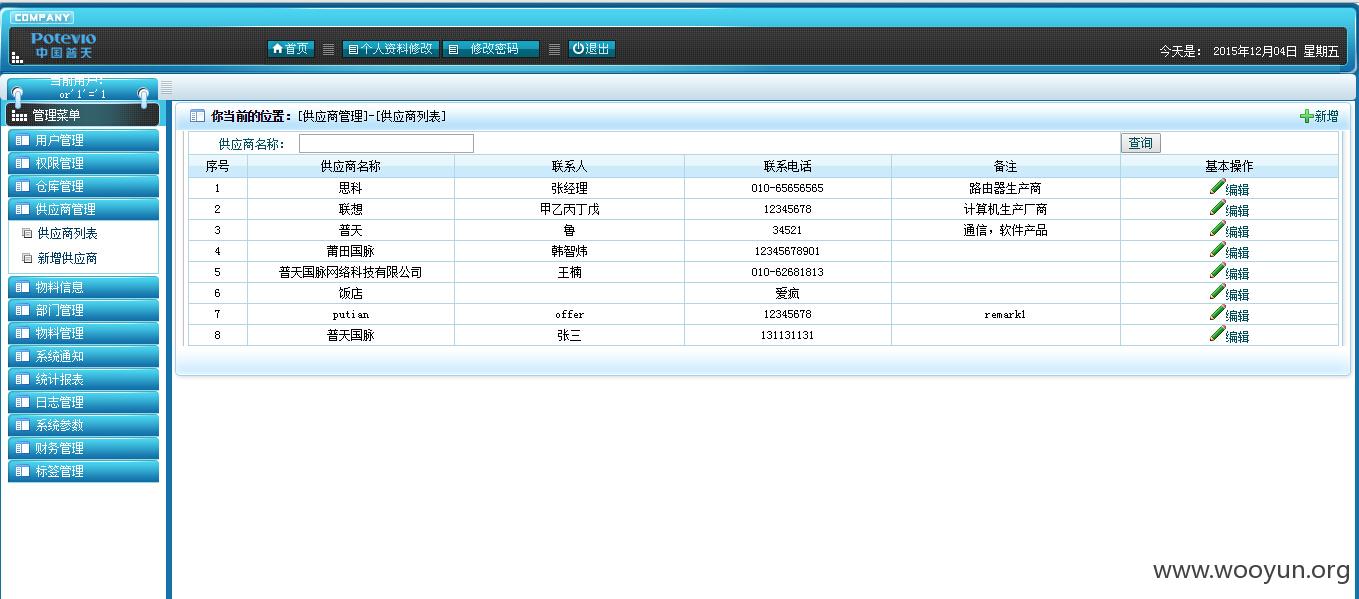 COMPANY
Potevio
中国普天
首页 个人资料修改 修改密码 退出
今天是： 2015年12月04日 星期五
当前用户：
or'1'='1
管理菜单
用户管理
权限管理
仓库管理
供应商管理
供应商列表
新增供应商
物料信息
部门管理
物料管理
系统通知
统计报表
日志管理
系统参数
财务管理
标签管理
你当前的位置：[供应商管理]-[供应商列表] 新增
供应商名称： 查询
序号 供应商名称 联系人 联系电话 备注 基本操作
1 思科 张经理 010-65656565 路由器生产商 编辑
2 联想 甲乙丙丁戊 12345678 计算机生产厂商 编辑
3 普天 鲁 34521 通信，软件产品 编辑
4 莆田国脉 韩智炜 12345678901 编辑
5 普天国脉网络科技有限公司 王楠 010-62681813 编辑
6 饭店 爱疯 编辑
7 putian offer 12345678 remark1 编辑
8 普天国脉 张三 131131131 编辑
www.wooyun.org